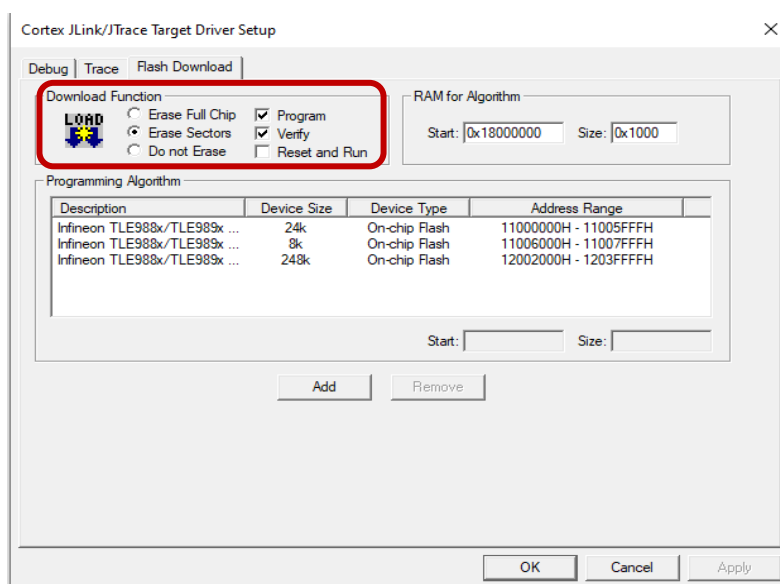 Cortex JLink/JTrace Target Driver Setup
Debug Trace Flash Download
Download Function
LOAD
Erase Full Chip
Erase Sectors
Do not Erase
Program
Verify
Reset and Run
RAM for Algorithm
Start: 0x18000000 Size: 0x1000
Programming Algorithm
Description Device Size Device Type Address Range
Infineon TLE988x/TLE989x ... 24k On-chip Flash 11000000H - 11005FFFH
Infineon TLE988x/TLE989x ... 8k On-chip Flash 11006000H - 11007FFFH
Infineon TLE988x/TLE989x ... 248k On-chip Flash 12002000H - 1203FFFFH
Start: Size:
Add Remove
OK Cancel Apply